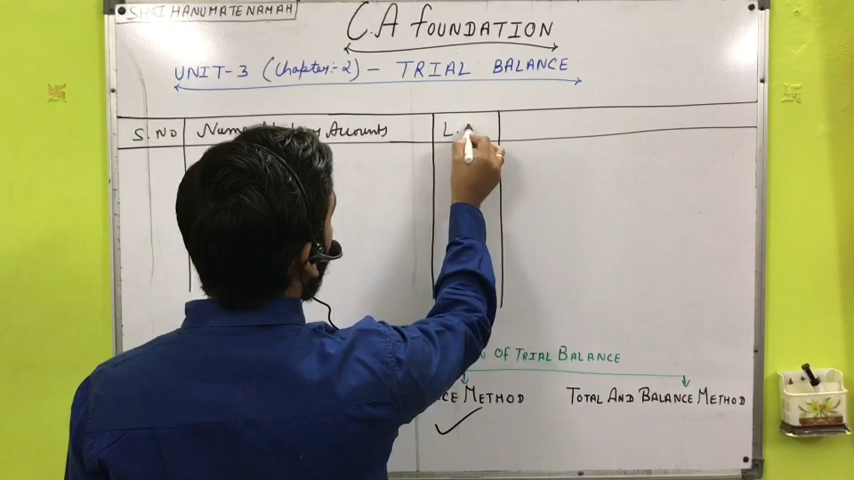 SHRI HANUMATE NAMAH
C.A FOUNDATION
UNIT-3 (Chapter:-2) - TRIAL BALANCE
S.NO Accounts L.
OF TRIAL BALANCE
METHOD TOTAL AND BALANCE METHOD